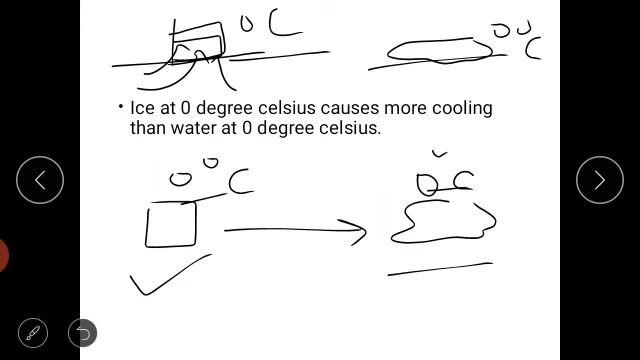 0°C
0°C
• Ice at 0 degree celsius causes more cooling
than water at 0 degree celsius.
0°C
0°C